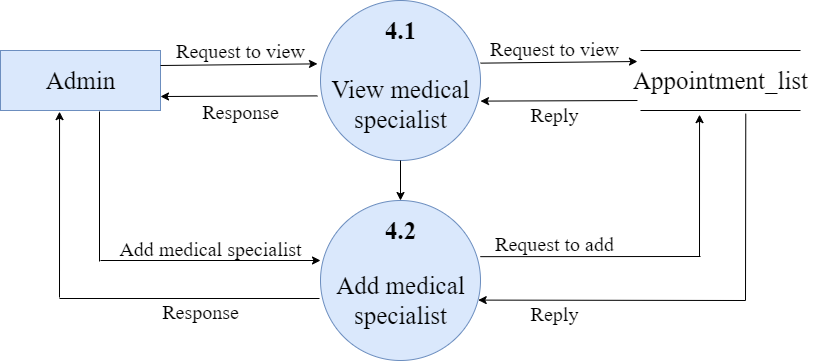 4.1
Request to view
Request to view
Admin
View medical
specialist
Appointment_list
Response
Reply
4.2
Add medical specialist
Request to add
Add medical
specialist
Response
Reply